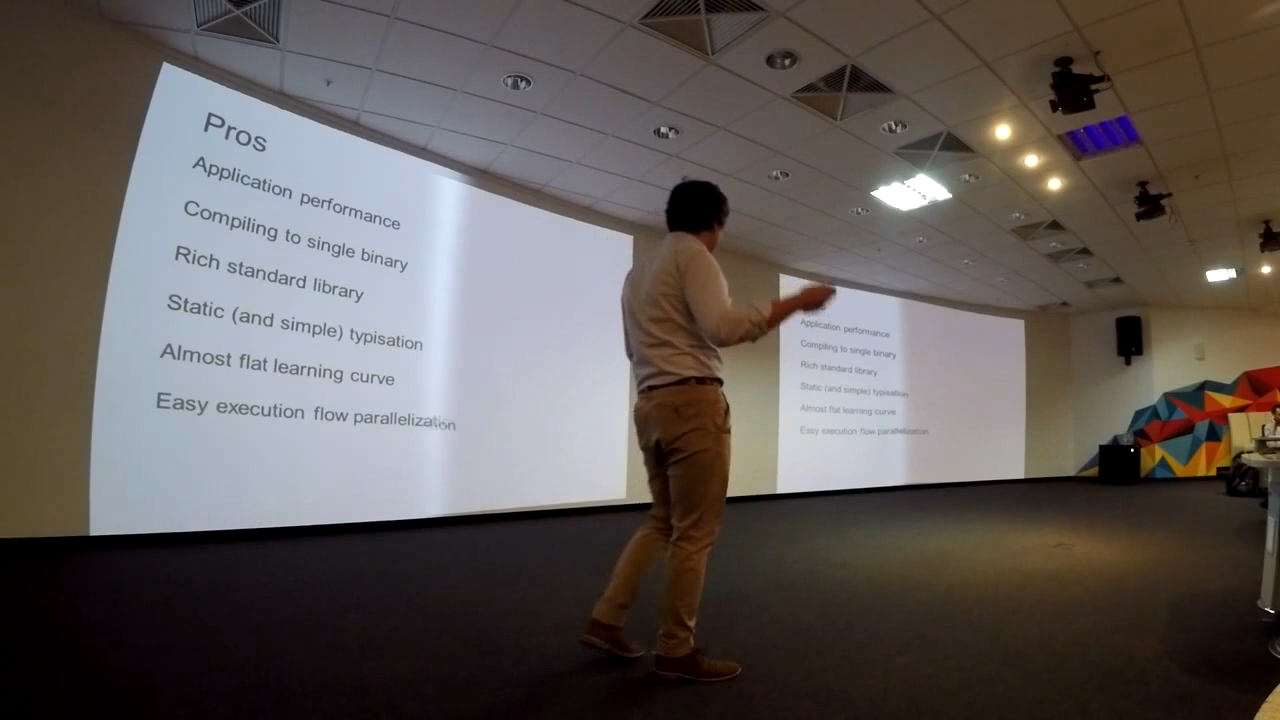 Pros
Application performance
Compiling to single binary
Rich standard library
Static (and simple) typisation
Almost flat learning curve
Easy execution flow parallelization
Application performance
Compiling to single binary
Rich standard library
Static (and simple) typisation
Almost flat learning curve
Easy execution flow parallelization